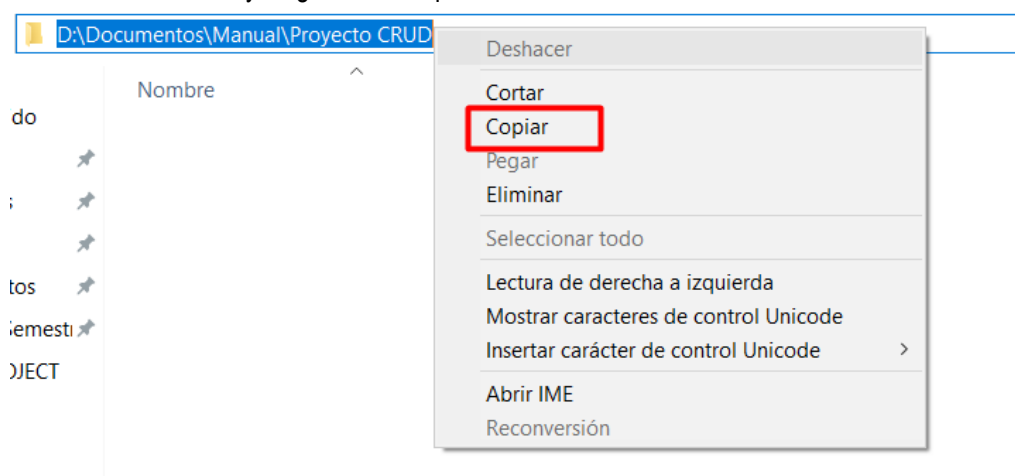 D:\Documentos\Manual\Proyecto CRUD
Deshacer
Nombre
Cortar
do
Copiar
Pegar
Eliminar
Seleccionar todo
tos
Lectura de derecha a izquierda
Mostrar caracteres de control Unicode
Insertar carácter de control Unicode
Abrir IME
Reconversión